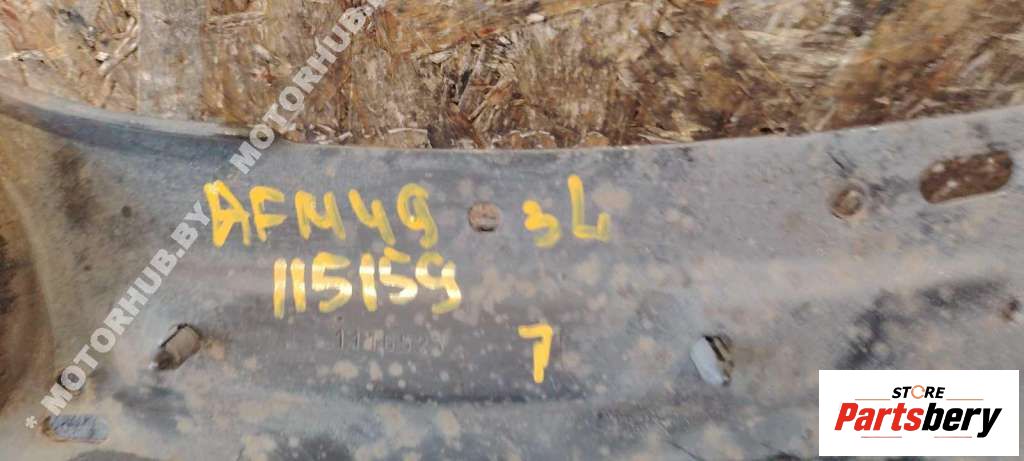 * MOTORHUB.BY * MOTORHUB.BY
AFM49 3L
115159
7
STORE
Partsbery